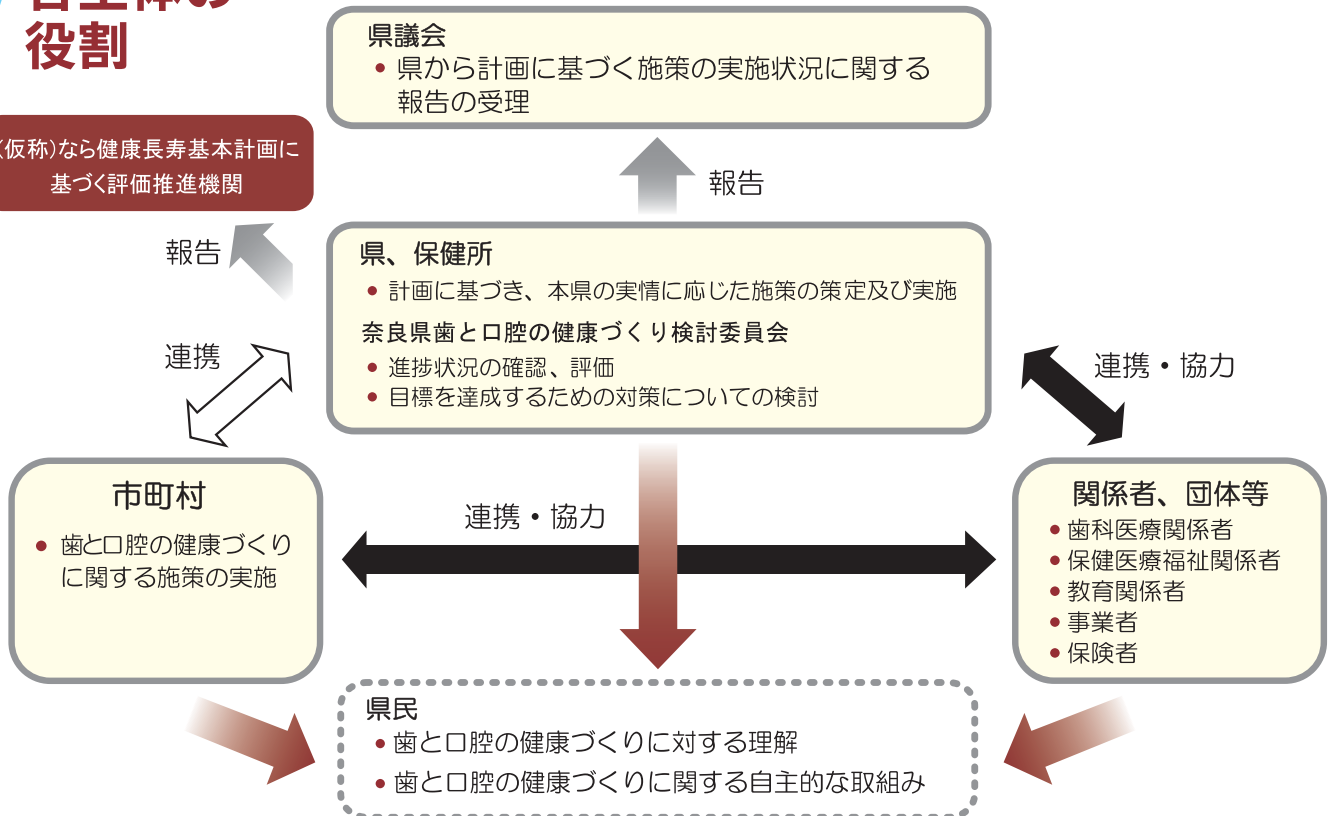 各主体の
役割
県議会
• 県から計画に基づく施策の実施状況に関する
報告の受理
(仮称)なら健康長寿基本計画に
基づく評価推進機関
報告
報告
県、保健所
• 計画に基づき、本県の実情に応じた施策の策定及び実施
奈良県歯と口腔の健康づくり検討委員会
• 進捗状況の確認、評価
• 目標を達成するための対策についての検討
連携
連携・協力
市町村
• 歯と口腔の健康づくり
に関する施策の実施
連携・協力
関係者、団体等
• 歯科医療関係者
• 保健医療福祉関係者
• 教育関係者
• 事業者
• 保険者
県民
• 歯と口腔の健康づくりに対する理解
• 歯と口腔の健康づくりに関する自主的な取組み